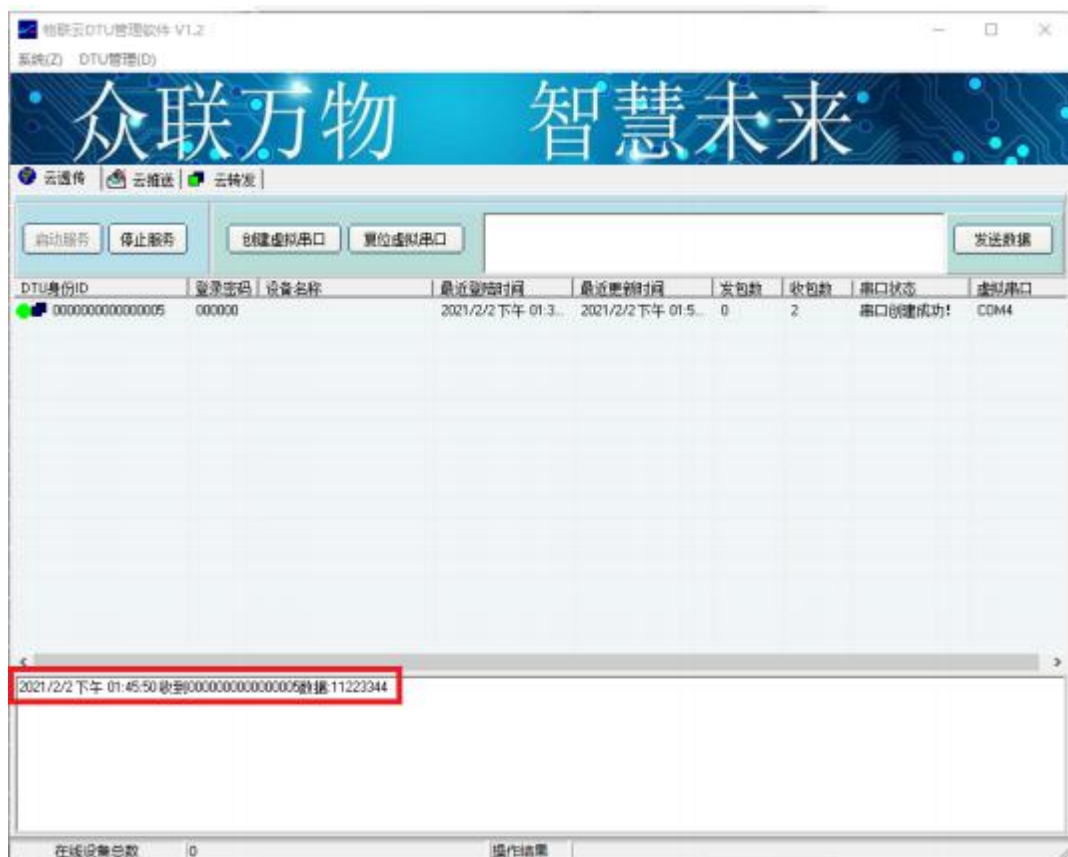 物联云DTU管理软件 V1.2
系统(Z) DTU管理(D)
众联万物 智慧未来
云透传 云推送 云转发
启动服务 停止服务 创建虚拟串口 复位虚拟串口 发送数据
DTU身份ID 登录密码 设备名称 最近登陆时间 最近更新时间 发包数 收包数 串口状态 虚拟串口
0000000000000005 000000 2021/2/2 下午 01:3... 2021/2/2 下午 01:5... 0 2 串口创建成功! COM4
2021/2/2 下午 01:45:50 收到0000000000000005数据:11223344
在线设备总数 0 操作结果